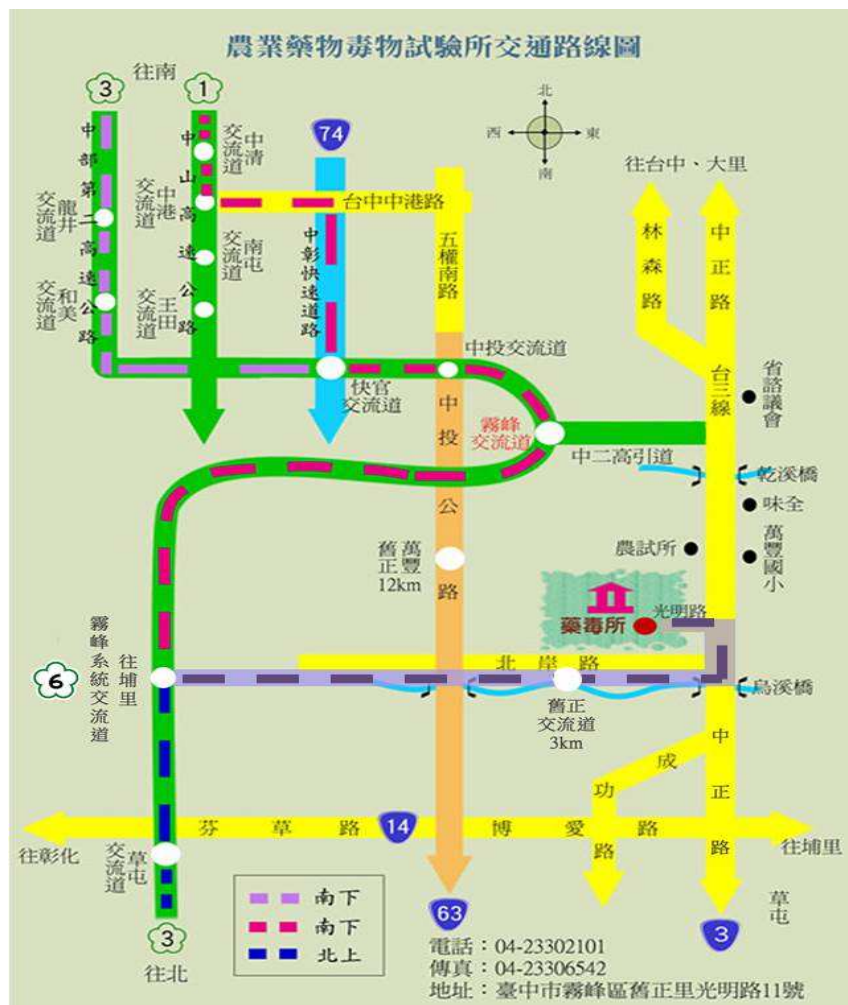 農業藥物毒物試驗所交通路線圖
往南
3
1
74
北
西
東
南
往台中、大里
中部第二高速公路
中山高速公路
中清
交流道
中港
交流道
台中中港路
龍井
交流道
南屯
交流道
和美
交流道
王田
交流道
中彰快速道路
五權南路
林森路
中正路
中投交流道
快官
交流道
台三線
省諮議會
霧峰
交流道
中二高引道
中投公路
乾溪橋
味全
農試所
萬豐國小
萬豐
舊正
12km
光明路
藥毒所
霧峰系統交流道
往埔里
6
北岸路
舊正
交流道
3km
烏溪橋
成功路
中正路
芬草路
14
博愛路
往彰化
往埔里
草屯
交流道
草屯
南下
南下
北上
63
3
3
往北
電話：04-23302101
傳真：04-23306542
地址：臺中市霧峰區舊正里光明路11號